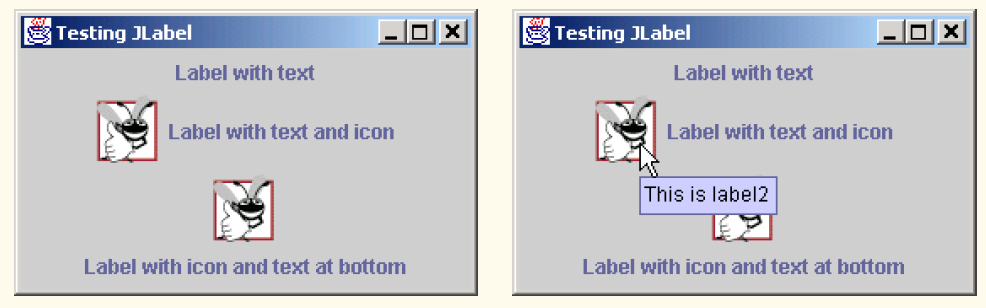 Testing JLabel
Label with text
Label with text and icon
Label with icon and text at bottom
Testing JLabel
Label with text
Label with text and icon
This is label2
Label with icon and text at bottom